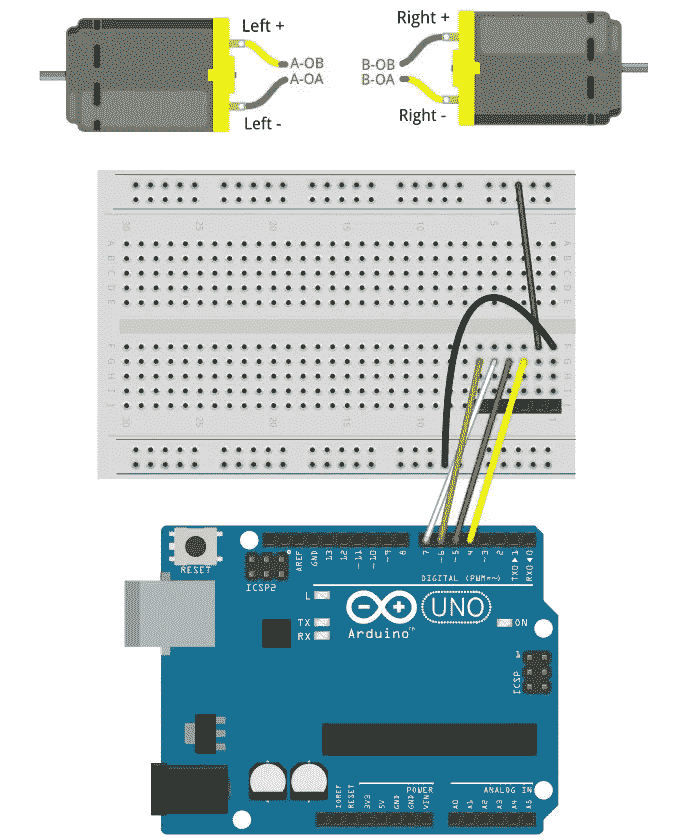 Left +
Right +
A-OB
A-OA
B-OB
B-OA
Left -
Right -
30 25 20 15 10 5 1
A A
B B
C C
D D
E E
F F
G G
H H
I I
J J
30 25 20 15 10 1
RESET
ICSP2
AREF
GND
13
12
~11
~10
~9
8
7
~6
~5
4
~3
2
TX0▶1
RX0◀0
DIGITAL (PWM=~)
L
TX
RX
UNO
Arduino™
ON
1
ICSP
IOREF
RESET
3V3
5V
GND
GND
VIN
POWER
ANALOG IN
A0
A1
A2
A3
A4
A5